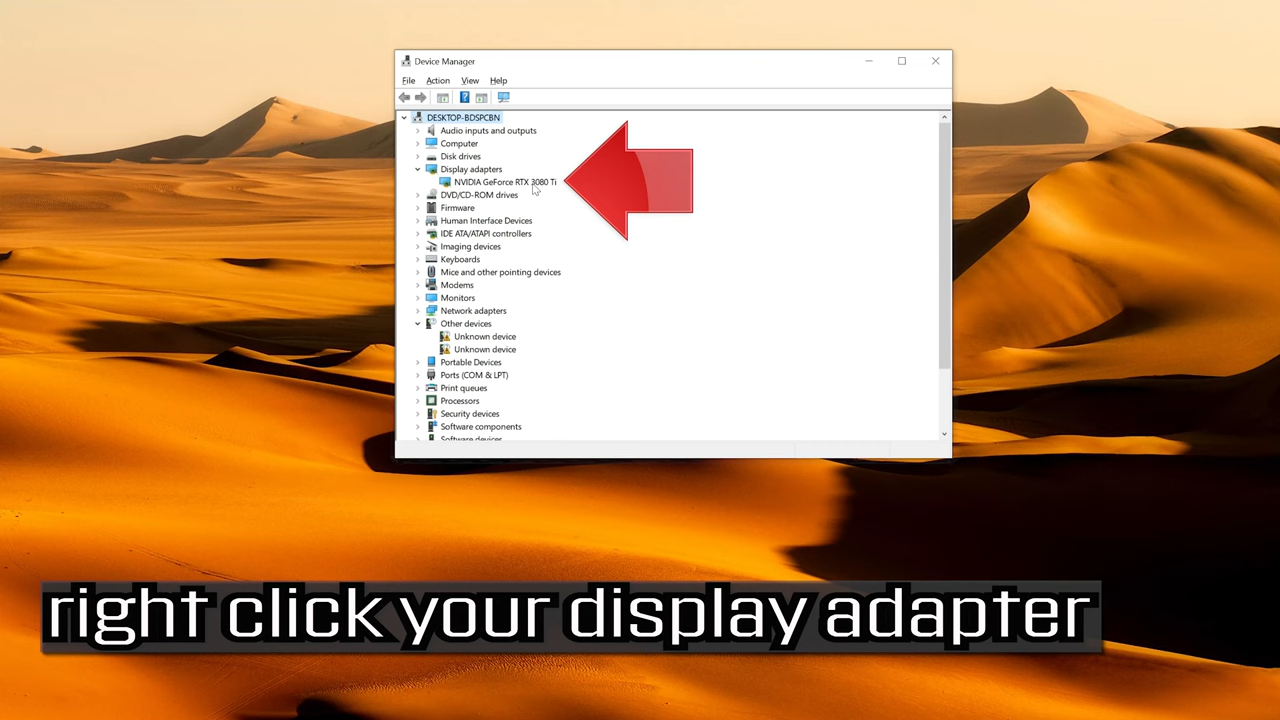 Device Manager
File Action View Help
DESKTOP-BDSPCBN
Audio inputs and outputs
Computer
Disk drives
Display adapters
NVIDIA GeForce RTX 3080 Ti
DVD/CD-ROM drives
Firmware
Human Interface Devices
IDE ATA/ATAPI controllers
Imaging devices
Keyboards
Mice and other pointing devices
Modems
Monitors
Network adapters
Other devices
Unknown device
Unknown device
Portable Devices
Ports (COM & LPT)
Print queues
Processors
Security devices
Software components
Software devices
right click your display adapter